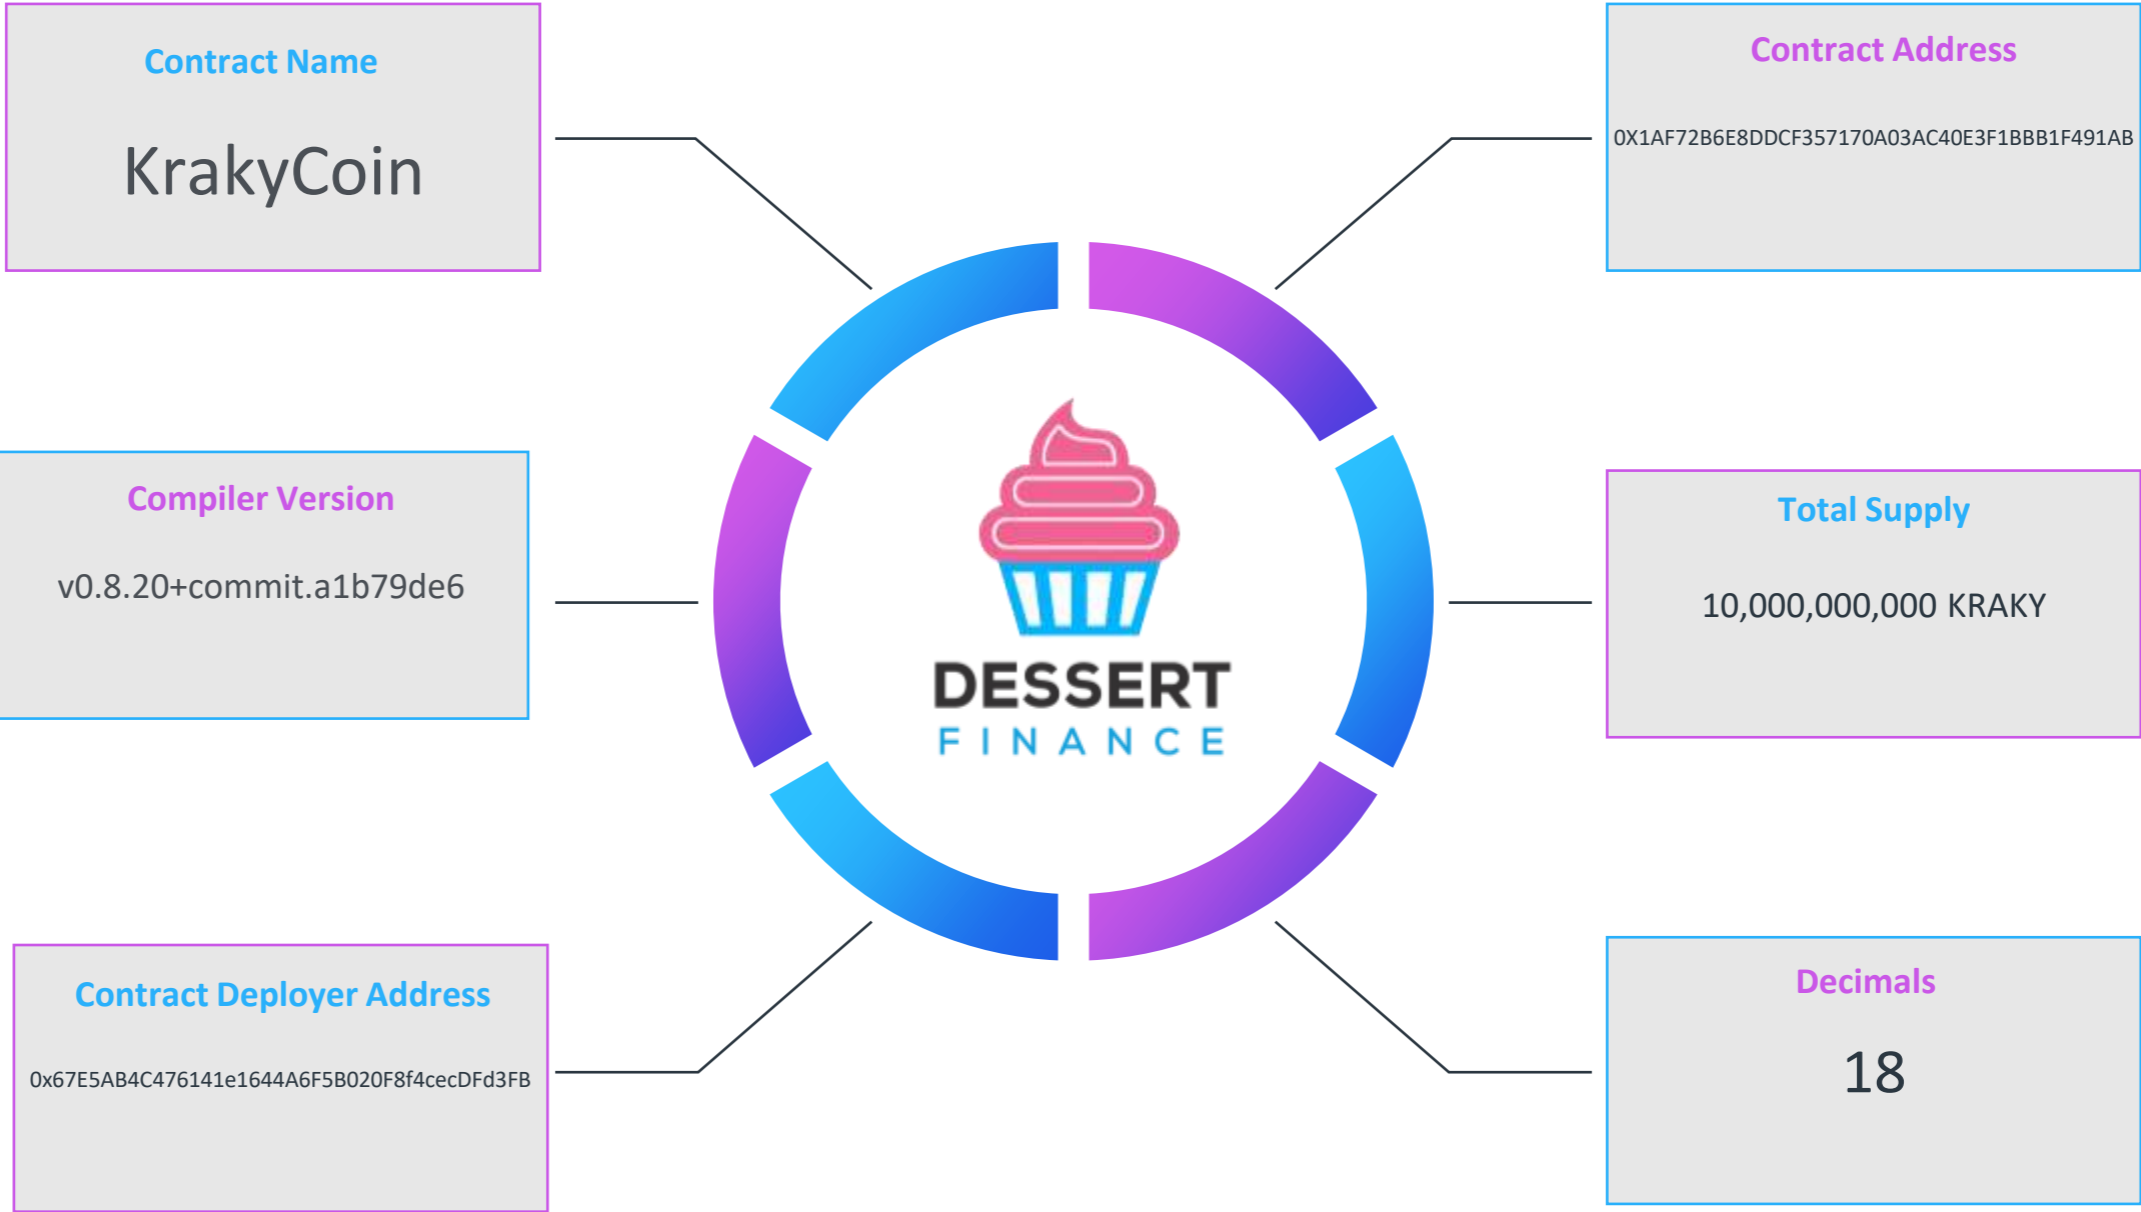 Contract Name
KrakyCoin
Contract Address
0X1AF72B6E8DDCF357170A03AC40E3F1BBB1F491AB
Compiler Version
v0.8.20+commit.a1b79de6
DESSERT
FINANCE
Total Supply
10,000,000,000 KRAKY
Contract Deployer Address
0x67E5AB4C476141e1644A6F5B020F8f4cecDFd3FB
Decimals
18